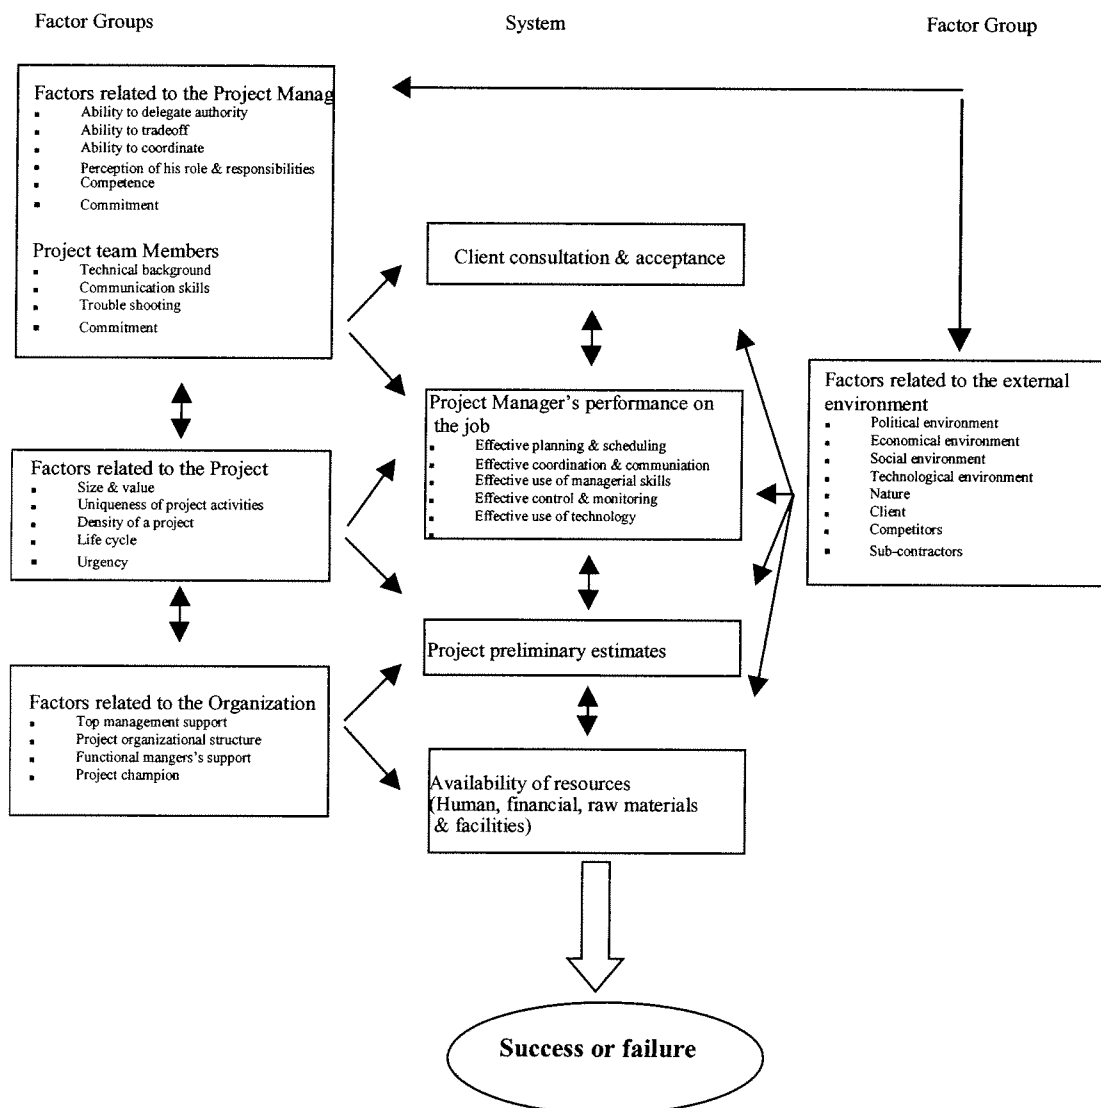 Factor Groups
System
Factor Group
Factors related to the Project Manag
▪ Ability to delegate authority
▪ Ability to tradeoff
▪ Ability to coordinate
▪ Perception of his role & responsibilities
▪ Competence
▪ Commitment
Project team Members
▪ Technical background
▪ Communication skills
▪ Trouble shooting
▪ Commitment
Factors related to the Project
▪ Size & value
▪ Uniqueness of project activities
▪ Density of a project
▪ Life cycle
▪ Urgency
Factors related to the Organization
▪ Top management support
▪ Project organizational structure
▪ Functional mangers's support
▪ Project champion
Client consultation & acceptance
Project Manager's performance on
the job
▪ Effective planning & scheduling
▪ Effective coordination & communiation
▪ Effective use of managerial skills
▪ Effective control & monitoring
▪ Effective use of technology
▪
Project preliminary estimates
Availability of resources
(Human, financial, raw materials
& facilities)
Factors related to the external
environment
▪ Political environment
▪ Economical environment
▪ Social environment
▪ Technological environment
▪ Nature
▪ Client
▪ Competitors
▪ Sub-contractors
Success or failure